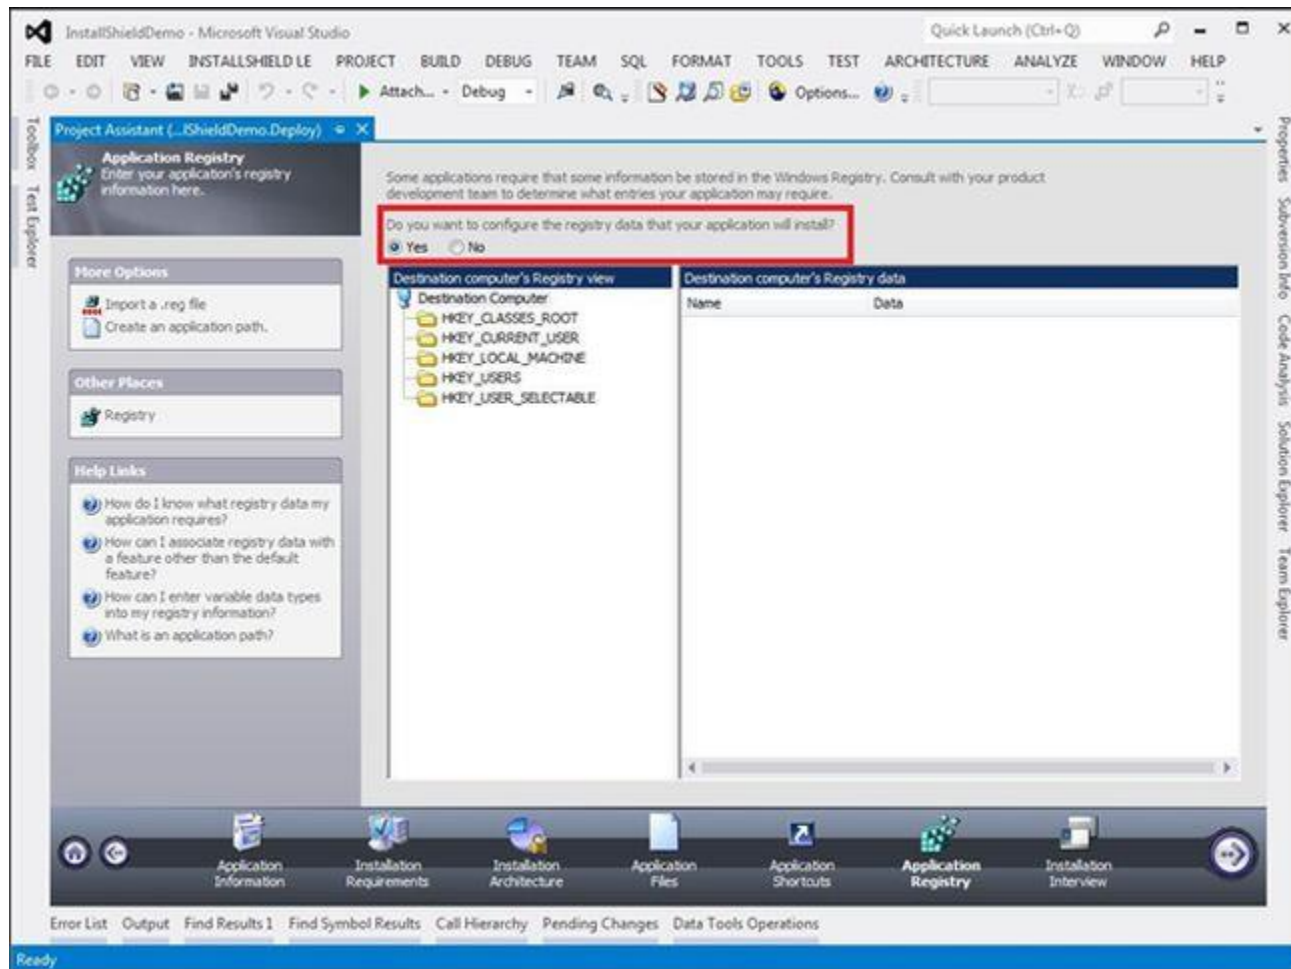 InstallShieldDemo - Microsoft Visual Studio
Quick Launch (Ctrl+Q)
FILE EDIT VIEW INSTALLSHIELD LE PROJECT BUILD DEBUG TEAM SQL FORMAT TOOLS TEST ARCHITECTURE ANALYZE WINDOW HELP
Attach... Debug Options...
Toolbox
Test Explorer
Project Assistant (...lShieldDemo.Deploy)
Application Registry
Enter your application's registry
information here.
More Options
Import a .reg file
Create an application path.
Other Places
Registry
Help Links
How do I know what registry data my
application requires?
How can I associate registry data with
a feature other than the default
feature?
How can I enter variable data types
into my registry information?
What is an application path?
Some applications require that some information be stored in the Windows Registry. Consult with your product
development team to determine what entries your application may require.
Do you want to configure the registry data that your application will install?
Yes No
Destination computer's Registry view
Destination Computer
HKEY_CLASSES_ROOT
HKEY_CURRENT_USER
HKEY_LOCAL_MACHINE
HKEY_USERS
HKEY_USER_SELECTABLE
Destination computer's Registry data
Name Data
Properties
Subversion Info
Code Analysis
Solution Explorer
Team Explorer
Application
Information
Installation
Requirements
Installation
Architecture
Application
Files
Application
Shortcuts
Application
Registry
Installation
Interview
Error List Output Find Results 1 Find Symbol Results Call Hierarchy Pending Changes Data Tools Operations
Ready